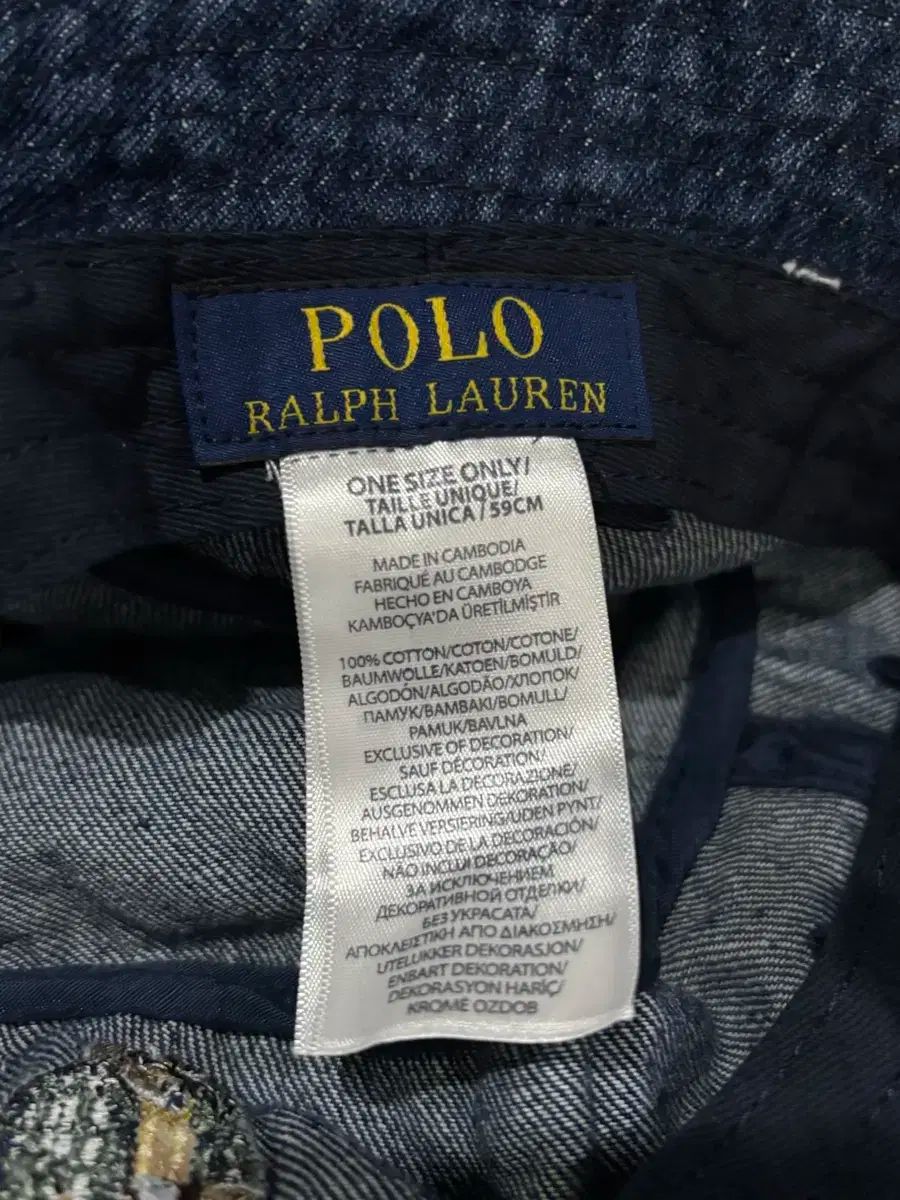 POLO
RALPH LAUREN
ONE SIZE ONLY/
TAILLE UNIQUE/
TALLA UNICA / 59CM
MADE IN CAMBODIA
FABRIQUÉ AU CAMBODGE
HECHO EN CAMBOYA
KAMBOÇYA'DA ÜRETİLMİŞTİR
100% COTTON/COTON/COTONE/
BAUMWOLLE/KATOEN/BOMULD/
ALGODÓN/ALGODÃO/ХЛОПОК/
ПАМУК/BAMBAKI/BOMULL/
PAMUK/BAVLNA
EXCLUSIVE OF DECORATION/
SAUF DÉCORATION/
ESCLUSA LA DECORAZIONE/
AUSGENOMMEN DEKORATION/
BEHALVE VERSIERING/UDEN PYNT/
EXCLUSIVO DE LA DECORACIÓN/
NÃO INCLUI DECORAÇÃO/
ЗА ИСКЛЮЧЕНИЕМ
ДЕКОРАТИВНОЙ ОТДЕЛКИ/
БЕЗ УКРАСАТА/
ΑΠΟΚΛΕΙΣΤΙΚΗ ΑΠΟ ΔΙΑΚΟΣΜΗΣΗ/
UTELUKKER DEKORASJON/
ENBART DEKORATION/
DEKORASYON HARİÇ/
KROMĚ OZDOB